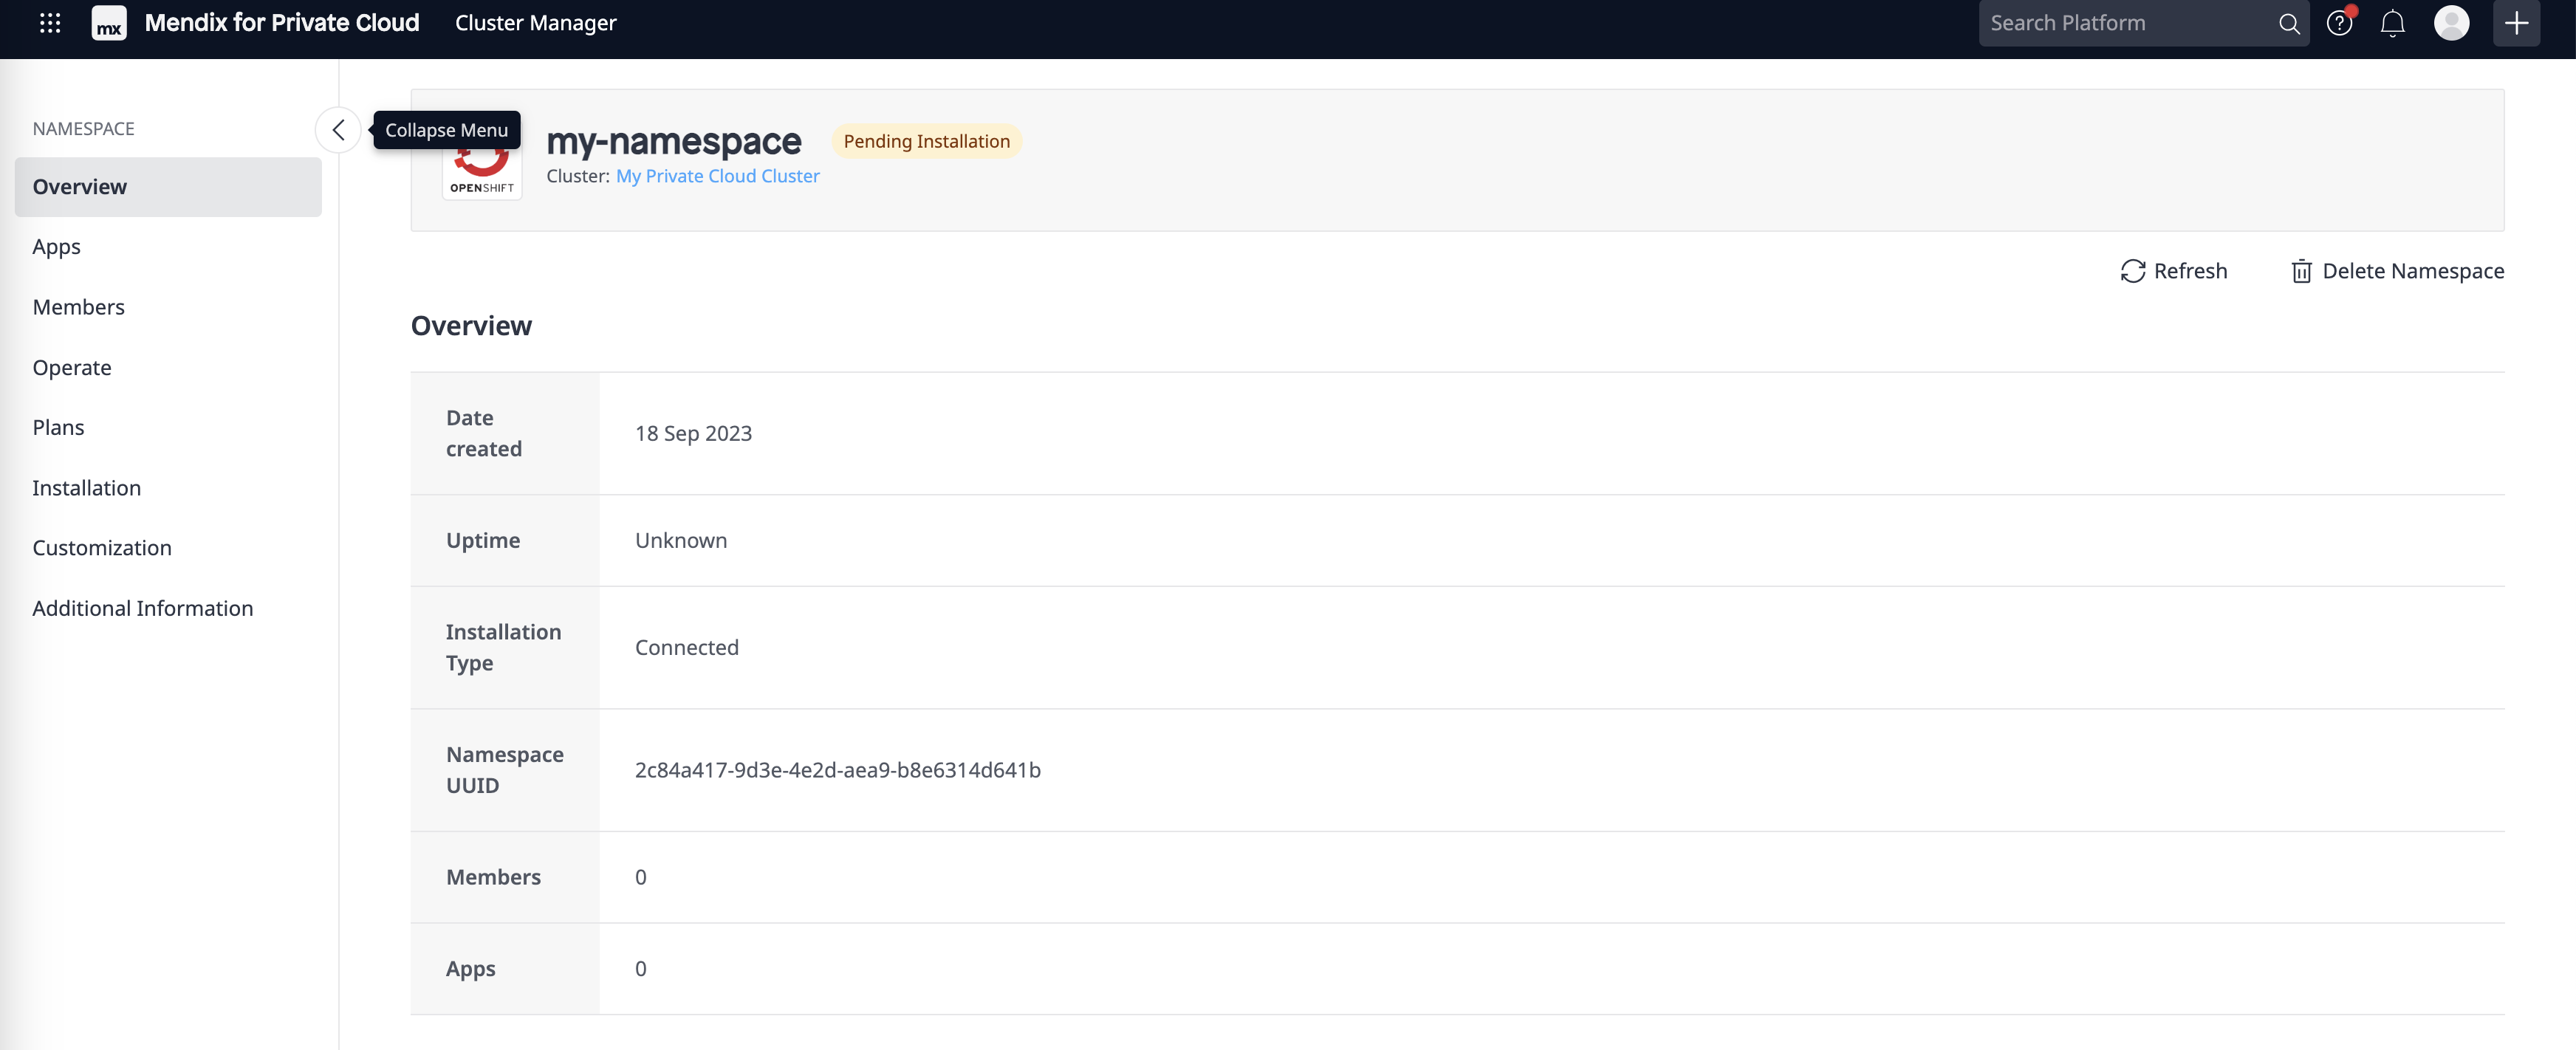 mx Mendix for Private Cloud Cluster Manager Search Platform
NAMESPACE
Collapse Menu
Overview
Apps
Members
Operate
Plans
Installation
Customization
Additional Information
OPENSHIFT
my-namespace Pending Installation
Cluster: My Private Cloud Cluster
Refresh Delete Namespace
Overview
Date
created
18 Sep 2023
Uptime Unknown
Installation
Type
Connected
Namespace
UUID
2c84a417-9d3e-4e2d-aea9-b8e6314d641b
Members 0
Apps 0